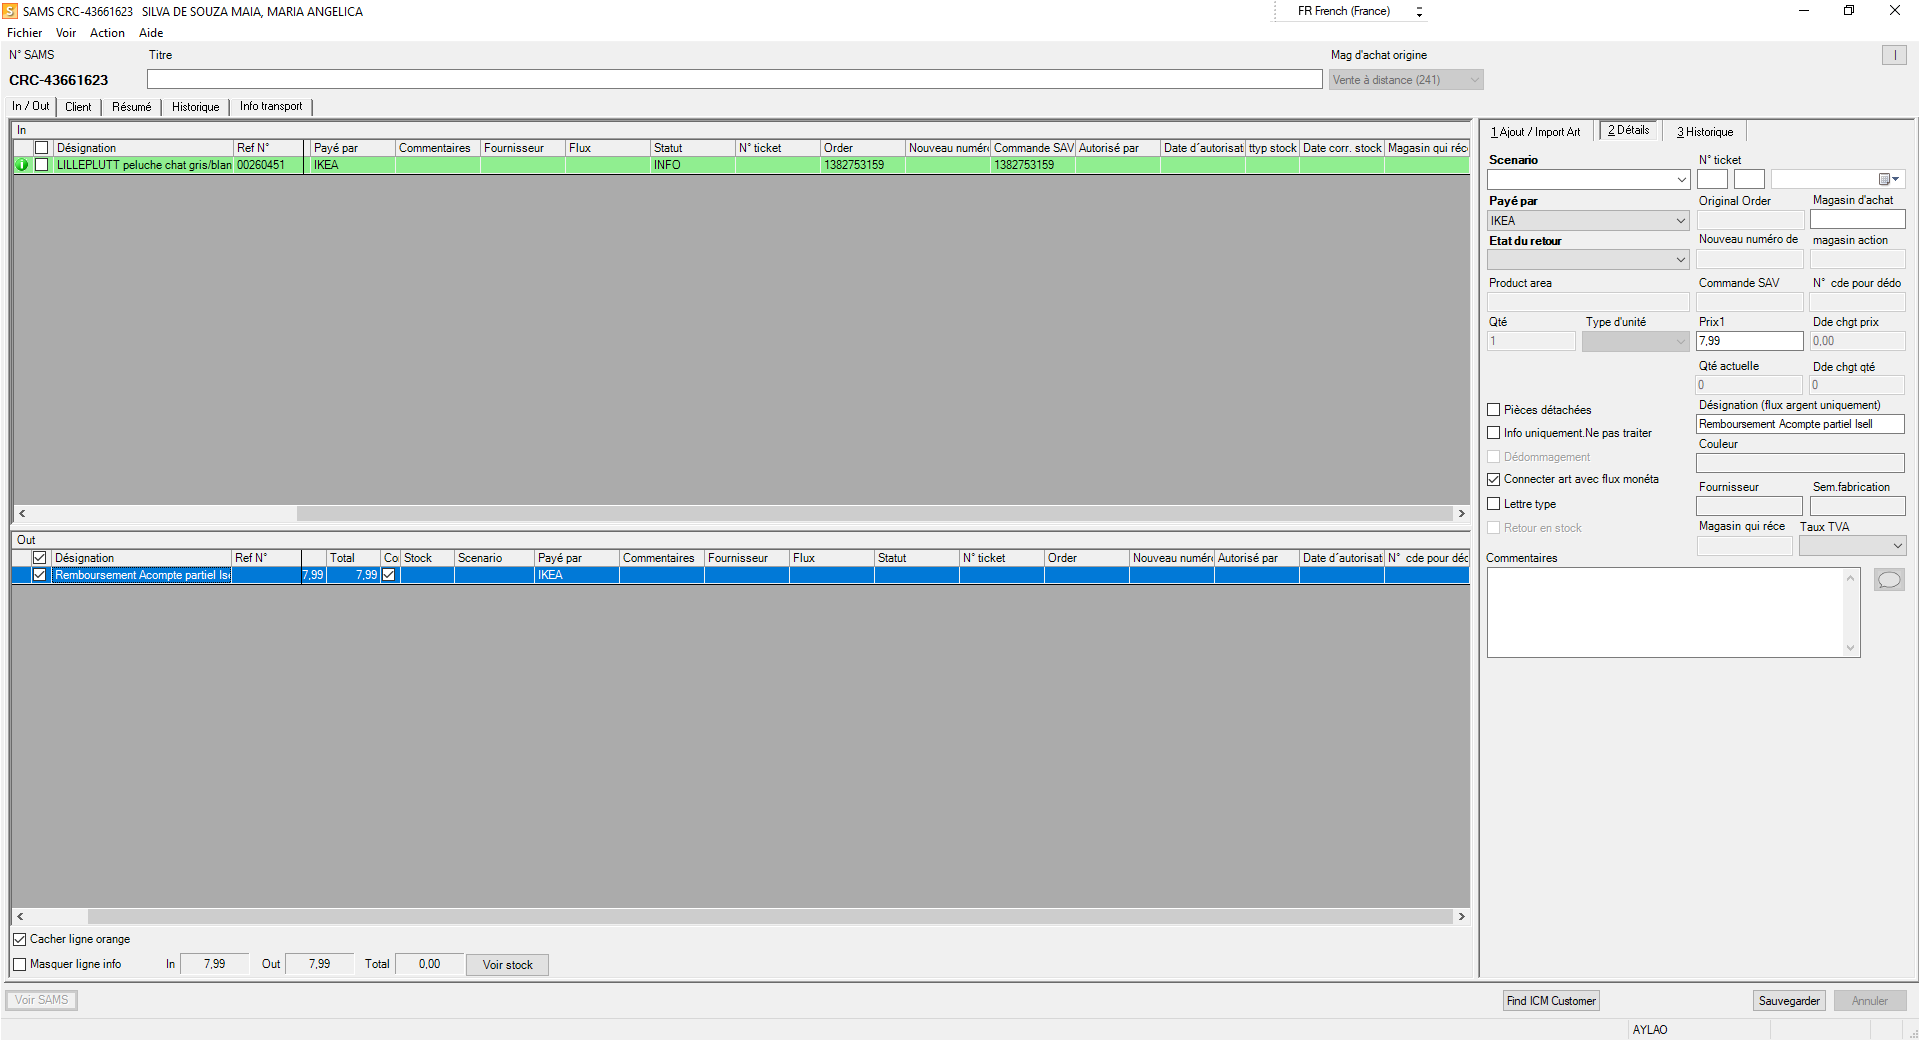 SAMS CRC-43661623   SILVA DE SOUZA MAIA, MARIA ANGELICA
FR French (France)
Fichier Voir Action Aide
N° SAMS Titre Mag d'achat origine
CRC-43661623 Vente à distance (241)
In / Out Client Résumé Historique Info transport
In
Désignation Ref N° Payé par Commentaires Fournisseur Flux Statut N° ticket Order Nouveau numéro Commande SAV Autorisé par Date d´autorisat ttyp stock Date corr. stock Magasin qui réc
LILLEPLUTT peluche chat gris/blan 00260451 IKEA INFO 1382753159 1382753159
Out
Désignation Ref N° Total Co Stock Scenario Payé par Commentaires Fournisseur Flux Statut N° ticket Order Nouveau numéro Autorisé par Date d´autorisati N° cde pour déd
Remboursement Acompte partiel Ise 7,99 7,99 IKEA
Cacher ligne orange
Masquer ligne info In 7,99 Out 7,99 Total 0,00 Voir stock
1 Ajout / Import Art 2 Détails 3 Historique
Scenario N° ticket
Payé par Original Order Magasin d'achat
IKEA
Etat du retour Nouveau numéro de magasin action
Product area Commande SAV N° cde pour dédo
Qté Type d'unité Prix1 Dde chgt prix
1 7,99 0,00
Qté actuelle Dde chgt qté
0 0
Pièces détachées Désignation (flux argent uniquement)
Info uniquement.Ne pas traiter Remboursement Acompte partiel Isell
Couleur
Dédommagement
Connecter art avec flux monéta
Fournisseur Sem.fabrication
Lettre type
Retour en stock Magasin qui réce Taux TVA
Commentaires
Voir SAMS Find ICM Customer Sauvegarder Annuler
AYLAO